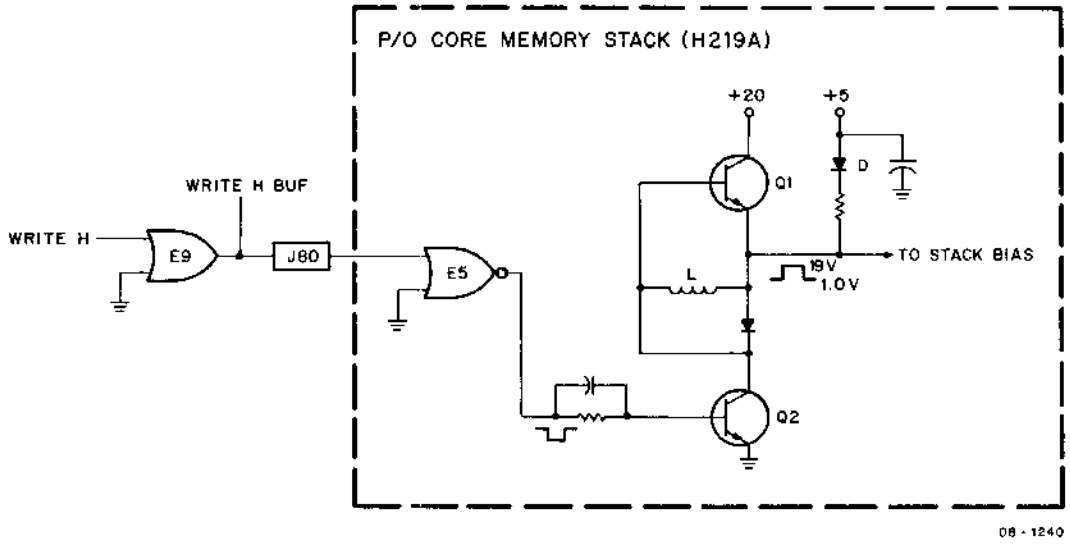 P/O CORE MEMORY STACK (H219A)
+20
+5
D
Q1
WRITE H BUF
WRITE H
E9
J80
E5
L
19V
1.0V
TO STACK BIAS
Q2
08-1240